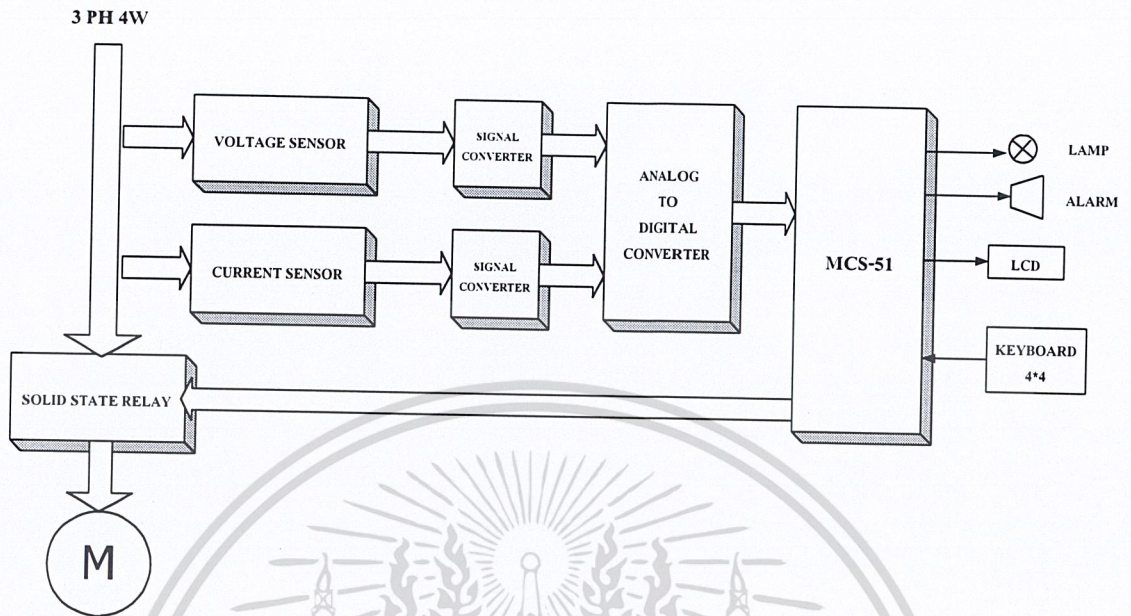 3 PH 4W
VOLTAGE SENSOR
SIGNAL
CONVERTER
ANALOG
TO
DIGITAL
CONVERTER
MCS-51
LAMP
ALARM
LCD
KEYBOARD
4*4
CURRENT SENSOR
SIGNAL
CONVERTER
SOLID STATE RELAY
M